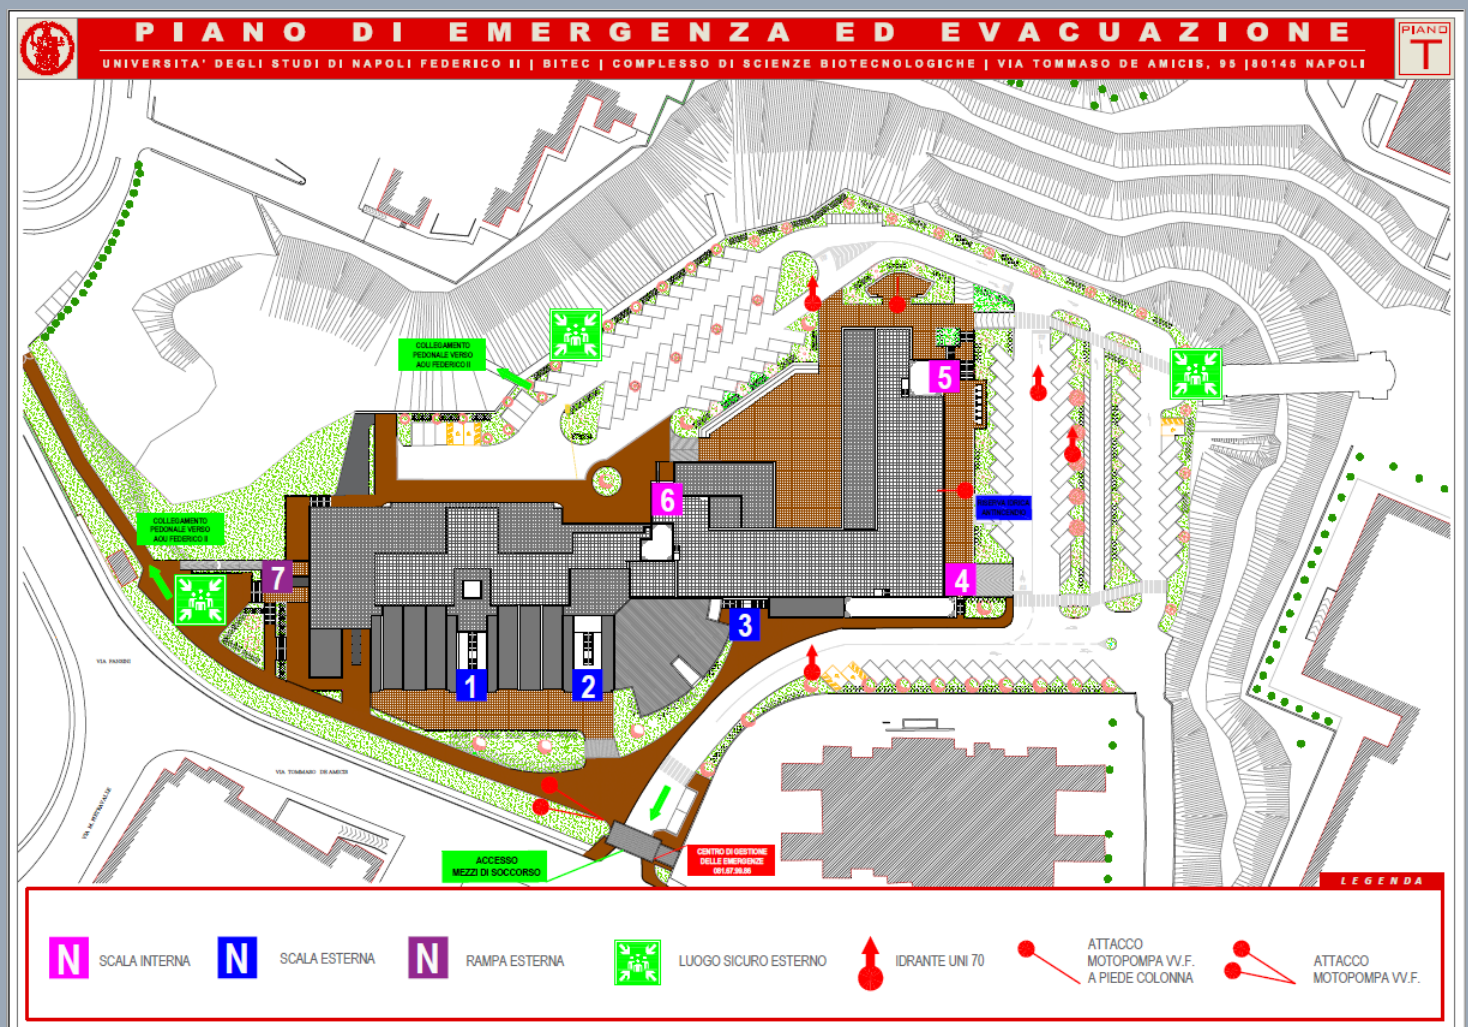 PIANO DI EMERGENZA ED EVACUAZIONE
UNIVERSITA' DEGLI STUDI DI NAPOLI FEDERICO II | BITEC | COMPLESSO DI SCIENZE BIOTECNOLOGICHE | VIA TOMMASO DE AMICIS, 95 |80145 NAPOLI
PIANO
T
COLLEGAMENTO
PEDONALE VERSO
AOU FEDERICO II
5
6
COLLEGAMENTO
PEDONALE VERSO
AOU FEDERICO II
7
4
3
1
2
VIA PANSINI
VIA TOMMASO DE AMICIS
ACCESSO
MEZZI DI SOCCORSO
CENTRO DI GESTIONE
DELLE EMERGENZE
LEGENDA
N SCALA INTERNA
N SCALA ESTERNA
N RAMPA ESTERNA
LUOGO SICURO ESTERNO
IDRANTE UNI 70
ATTACCO
MOTOPOMPA VV.F.
A PIEDE COLONNA
ATTACCO
MOTOPOMPA VV.F.